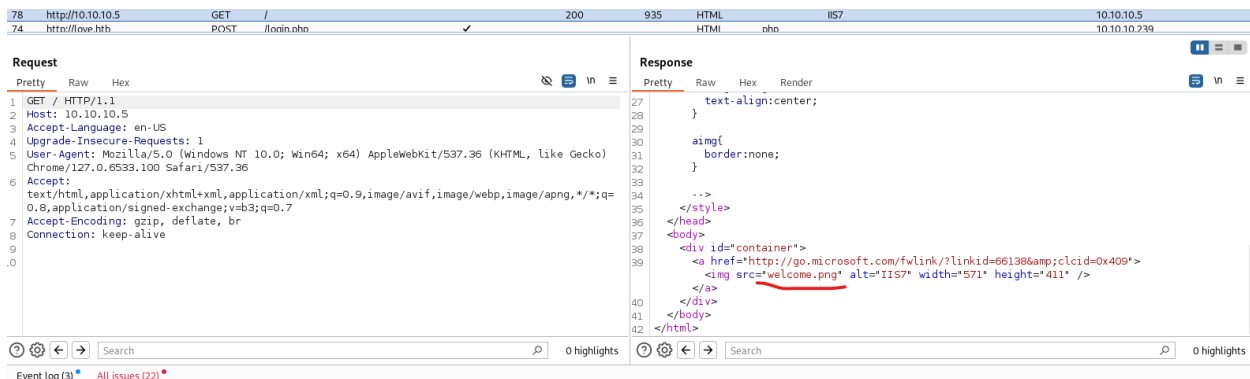 78 http://10.10.10.5 GET / 200 935 HTML IIS7 10.10.10.5
74 http://love.htb POST /login.php ✓ HTML php 10.10.10.239
Request
Pretty Raw Hex
\n
1 GET / HTTP/1.1
2 Host: 10.10.10.5
3 Accept-Language: en-US
4 Upgrade-Insecure-Requests: 1
5 User-Agent: Mozilla/5.0 (Windows NT 10.0; Win64; x64) AppleWebKit/537.36 (KHTML, like Gecko)
Chrome/127.0.6533.100 Safari/537.36
6 Accept:
text/html,application/xhtml+xml,application/xml;q=0.9,image/avif,image/webp,image/apng,*/*;q=
0.8,application/signed-exchange;v=b3;q=0.7
7 Accept-Encoding: gzip, deflate, br
8 Connection: keep-alive
9
.0
Search 0 highlights
Response
Pretty Raw Hex Render
\n
27 text-align:center;
28 }
29
30 aimg{
31 border:none;
32 }
33
34 -->
35 </style>
36 </head>
37 <body>
38 <div id="container">
39 <a href="http://go.microsoft.com/fwlink/?linkid=66138&amp;clcid=0x409">
<img src="welcome.png" alt="IIS7" width="571" height="411" />
</a>
40 </div>
41 </body>
42 </html>
Search 0 highlights
Event log (3) All issues (22)